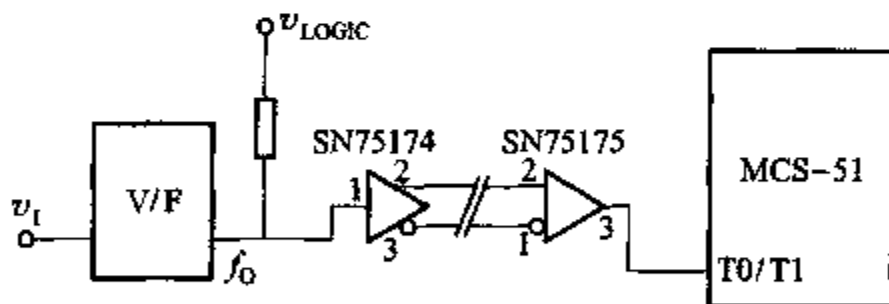 v_LOGIC
SN75174
SN75175
V/F
MCS-51
v_I
f_O
1
2
3
2
1
3
T0/T1